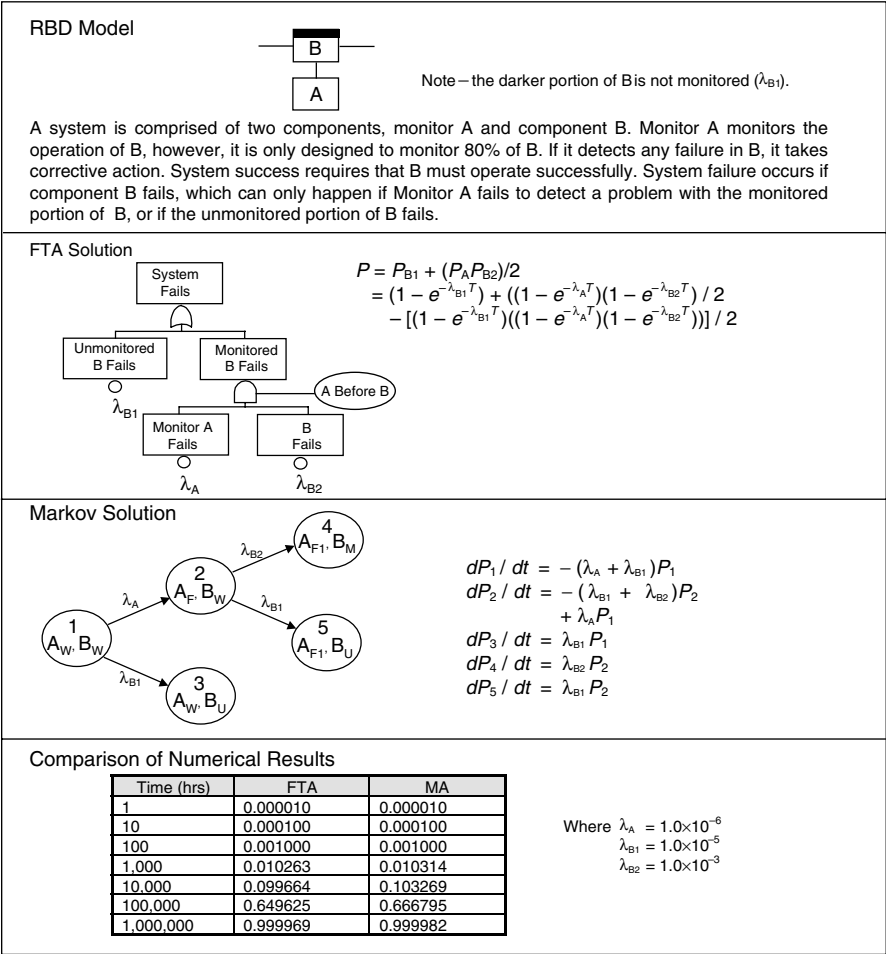 RBD Model
B
A
Note – the darker portion of B is not monitored (λB1).
A system is comprised of two components, monitor A and component B. Monitor A monitors the
operation of B, however, it is only designed to monitor 80% of B. If it detects any failure in B, it takes
corrective action. System success requires that B must operate successfully. System failure occurs if
component B fails, which can only happen if Monitor A fails to detect a problem with the monitored
portion of B, or if the unmonitored portion of B fails.
FTA Solution
System
Fails
Unmonitored
B Fails
Monitored
B Fails
A Before B
λB1
Monitor A
Fails
B
Fails
λA
λB2
P = PB1 + (PAPB2)/2
= (1 – e^–λB1T) + ((1 – e^–λAT)(1 – e^–λB2T) / 2
– [(1 – e^–λB1T)((1 – e^–λAT)(1 – e^–λB2T))] / 2
Markov Solution
1
AW, BW
λA
λB1
2
AF, BW
3
AW, BU
λB2
λB1
4
AF1, BM
5
AF1, BU
dP1 / dt = – (λA + λB1)P1
dP2 / dt = – ( λB1 + λB2)P2
+ λAP1
dP3 / dt = λB1 P1
dP4 / dt = λB2 P2
dP5 / dt = λB1 P2
Comparison of Numerical Results
Time (hrs) FTA MA
1 0.000010 0.000010
10 0.000100 0.000100
100 0.001000 0.001000
1,000 0.010263 0.010314
10,000 0.099664 0.103269
100,000 0.649625 0.666795
1,000,000 0.999969 0.999982
Where λA = 1.0×10–6
λB1 = 1.0×10–5
λB2 = 1.0×10–3